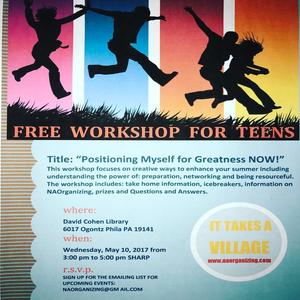 FREE WORKSHOP FOR TEENS
Title: "Positioning Myself for Greatness NOW!"
This workshop focuses on creative ways to enhance your summer including
understanding the power of: preparation, networking and being resourceful.
The workshop includes: take home information, icebreakers, information on
NAOrganizing, prizes and Questions and Answers.
where:
David Cohen Library
6017 Ogontz Phila PA 19141
when:
Wednesday, May 10, 2017 from
3:00 pm to 5:00 pm SHARP
r.s.v.p.
SIGN UP FOR THE EMAILING LIST FOR
UPCOMING EVENTS:
NAORGANIZING@GM AIL.COM
IT TAKES A
VILLAGE
www.naorganizing.com